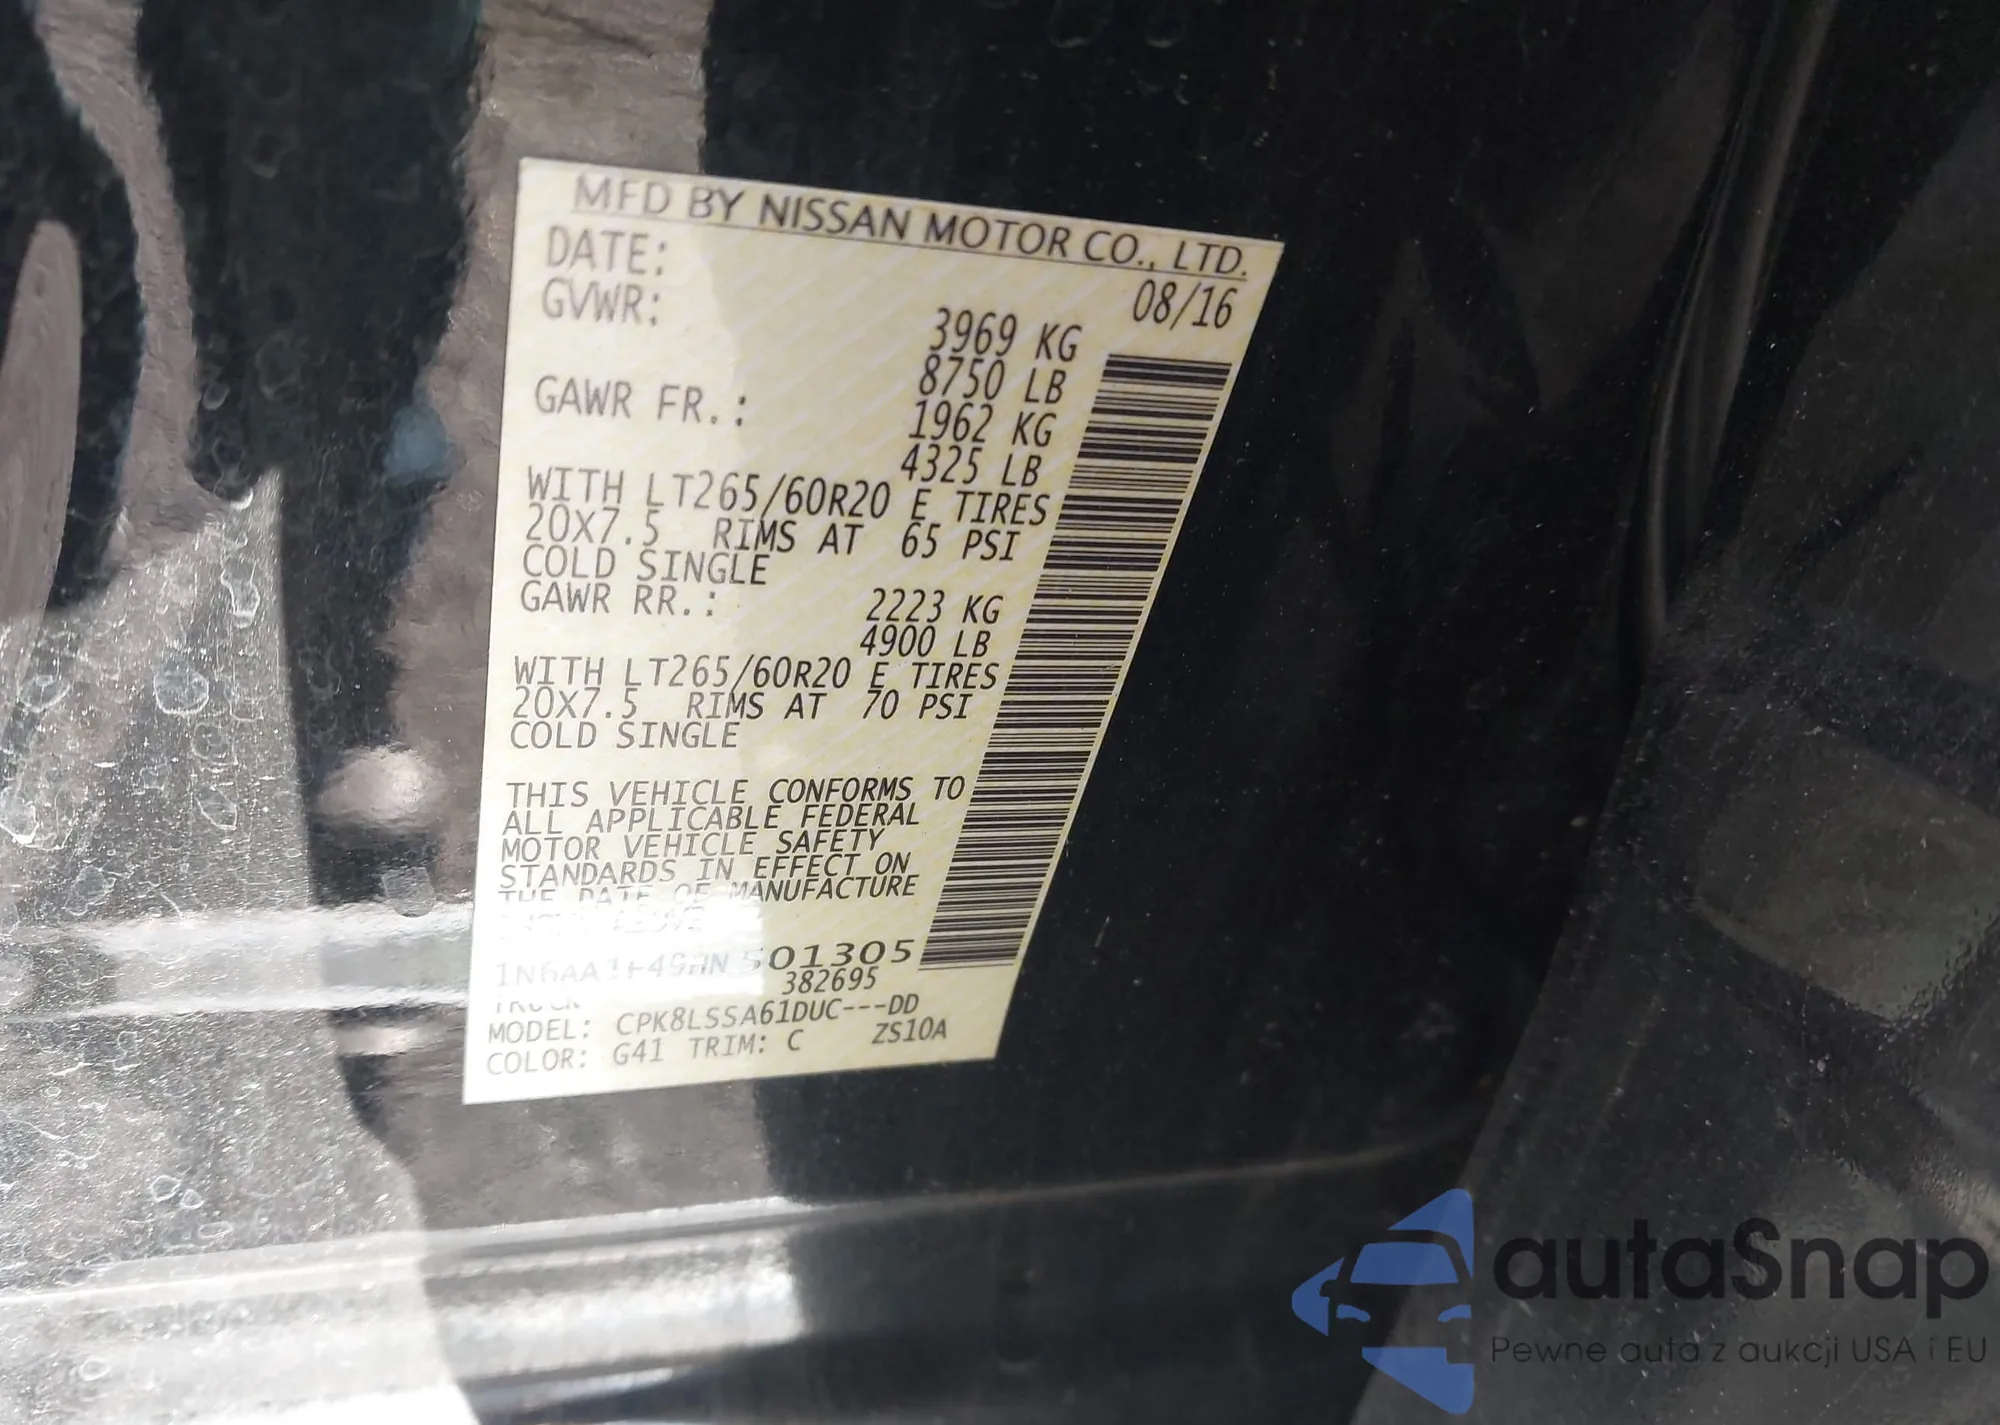 MFD BY NISSAN MOTOR CO., LTD.
DATE: 08/16
GVWR: 3969 KG
8750 LB
GAWR FR.: 1962 KG
4325 LB
WITH LT265/60R20 E TIRES
20X7.5 RIMS AT 65 PSI
COLD SINGLE
GAWR RR.: 2223 KG
4900 LB
WITH LT265/60R20 E TIRES
20X7.5 RIMS AT 70 PSI
COLD SINGLE
THIS VEHICLE CONFORMS TO
ALL APPLICABLE FEDERAL
MOTOR VEHICLE SAFETY
STANDARDS IN EFFECT ON
THE DATE OF MANUFACTURE
382695
TRUCK
MODEL: CPK8LSSA61DUC---DD
COLOR: G41 TRIM: C ZS10A
autaSnap
Pewne auta z aukcji USA i EU